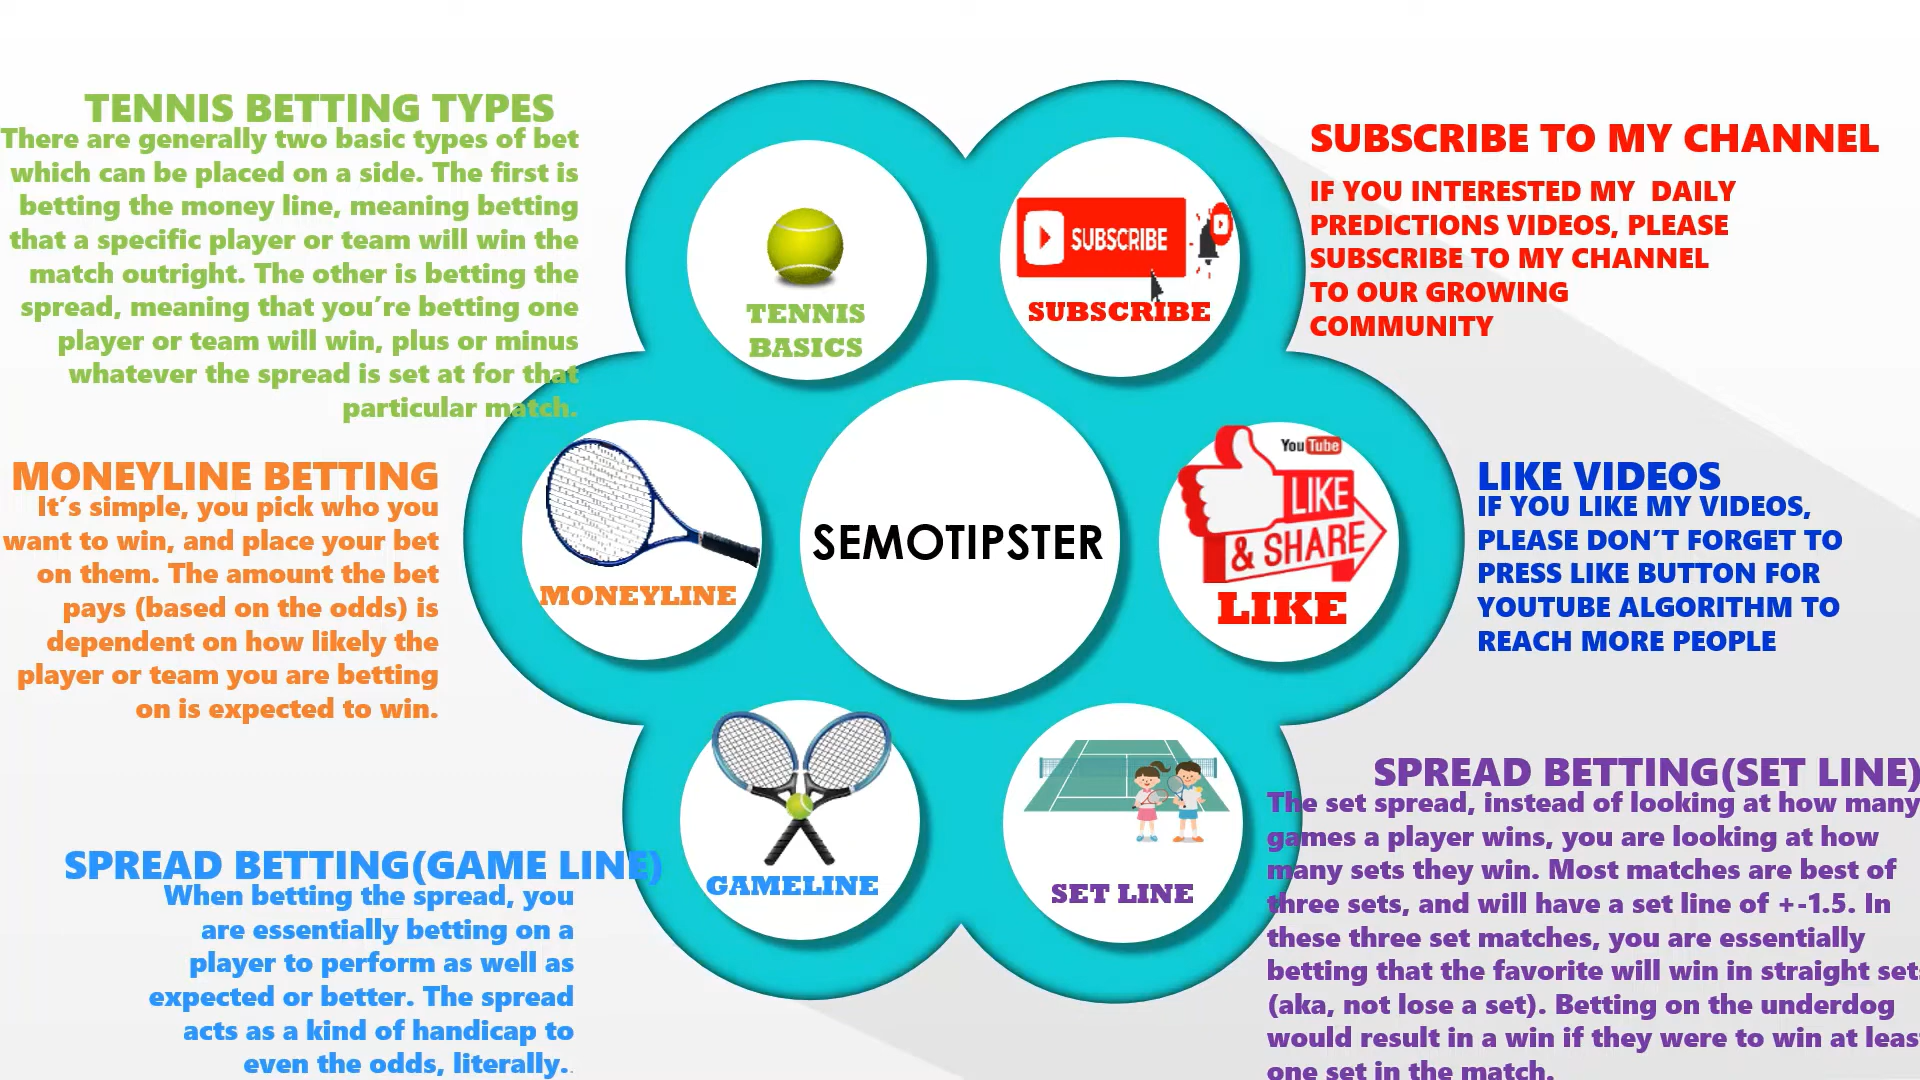 TENNIS BETTING TYPES
There are generally two basic types of bet
which can be placed on a side. The first is
betting the money line, meaning betting
that a specific player or team will win the
match outright. The other is betting the
spread, meaning that you’re betting one
player or team will win, plus or minus
whatever the spread is set at for that
particular match.
MONEYLINE BETTING
It’s simple, you pick who you
want to win, and place your bet
on them. The amount the bet
pays (based on the odds) is
dependent on how likely the
player or team you are betting
on is expected to win.
SPREAD BETTING(GAME LINE)
When betting the spread, you
are essentially betting on a
player to perform as well as
expected or better. The spread
acts as a kind of handicap to
even the odds, literally..
TENNIS
BASICS
SUBSCRIBE
SUBSCRIBE
MONEYLINE
SEMOTIPSTER
YouTube
LIKE
& SHARE
LIKE
GAMELINE
SET LINE
SUBSCRIBE TO MY CHANNEL
IF YOU INTERESTED MY DAILY
PREDICTIONS VIDEOS, PLEASE
SUBSCRIBE TO MY CHANNEL
TO OUR GROWING
COMMUNITY
LIKE VIDEOS
IF YOU LIKE MY VIDEOS,
PLEASE DON’T FORGET TO
PRESS LIKE BUTTON FOR
YOUTUBE ALGORITHM TO
REACH MORE PEOPLE
SPREAD BETTING(SET LINE)
The set spread, instead of looking at how many
games a player wins, you are looking at how
many sets they win. Most matches are best of
three sets, and will have a set line of +-1.5. In
these three set matches, you are essentially
betting that the favorite will win in straight sets
(aka, not lose a set). Betting on the underdog
would result in a win if they were to win at least
one set in the match.